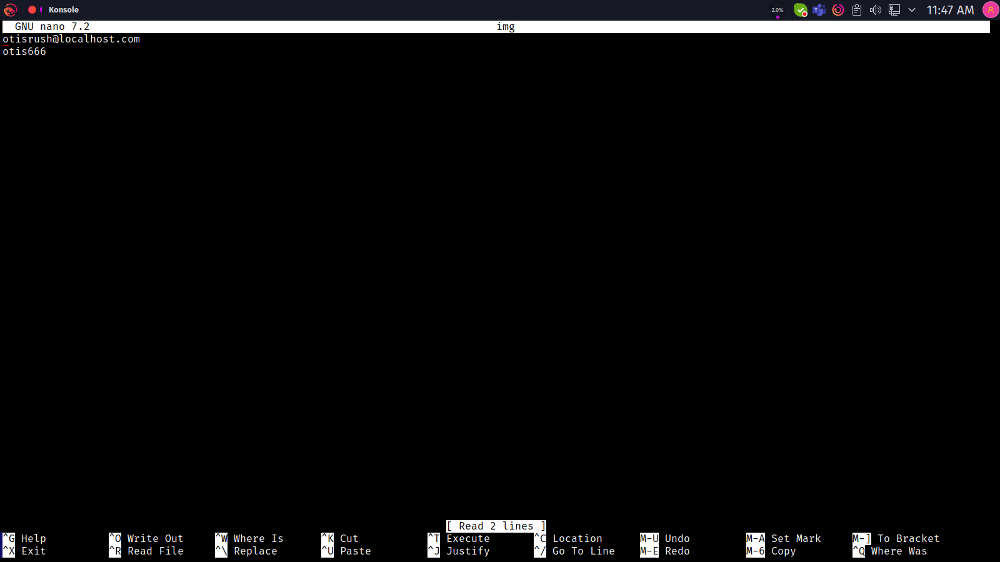 Konsole
2.0%
11:47 AM
GNU nano 7.2 img
otisrush@localhost.com
otis666
[ Read 2 lines ]
^G Help ^O Write Out ^W Where Is ^K Cut ^T Execute ^C Location M-U Undo M-A Set Mark M-] To Bracket
^X Exit ^R Read File ^\ Replace ^U Paste ^J Justify ^/ Go To Line M-E Redo M-6 Copy ^Q Where Was